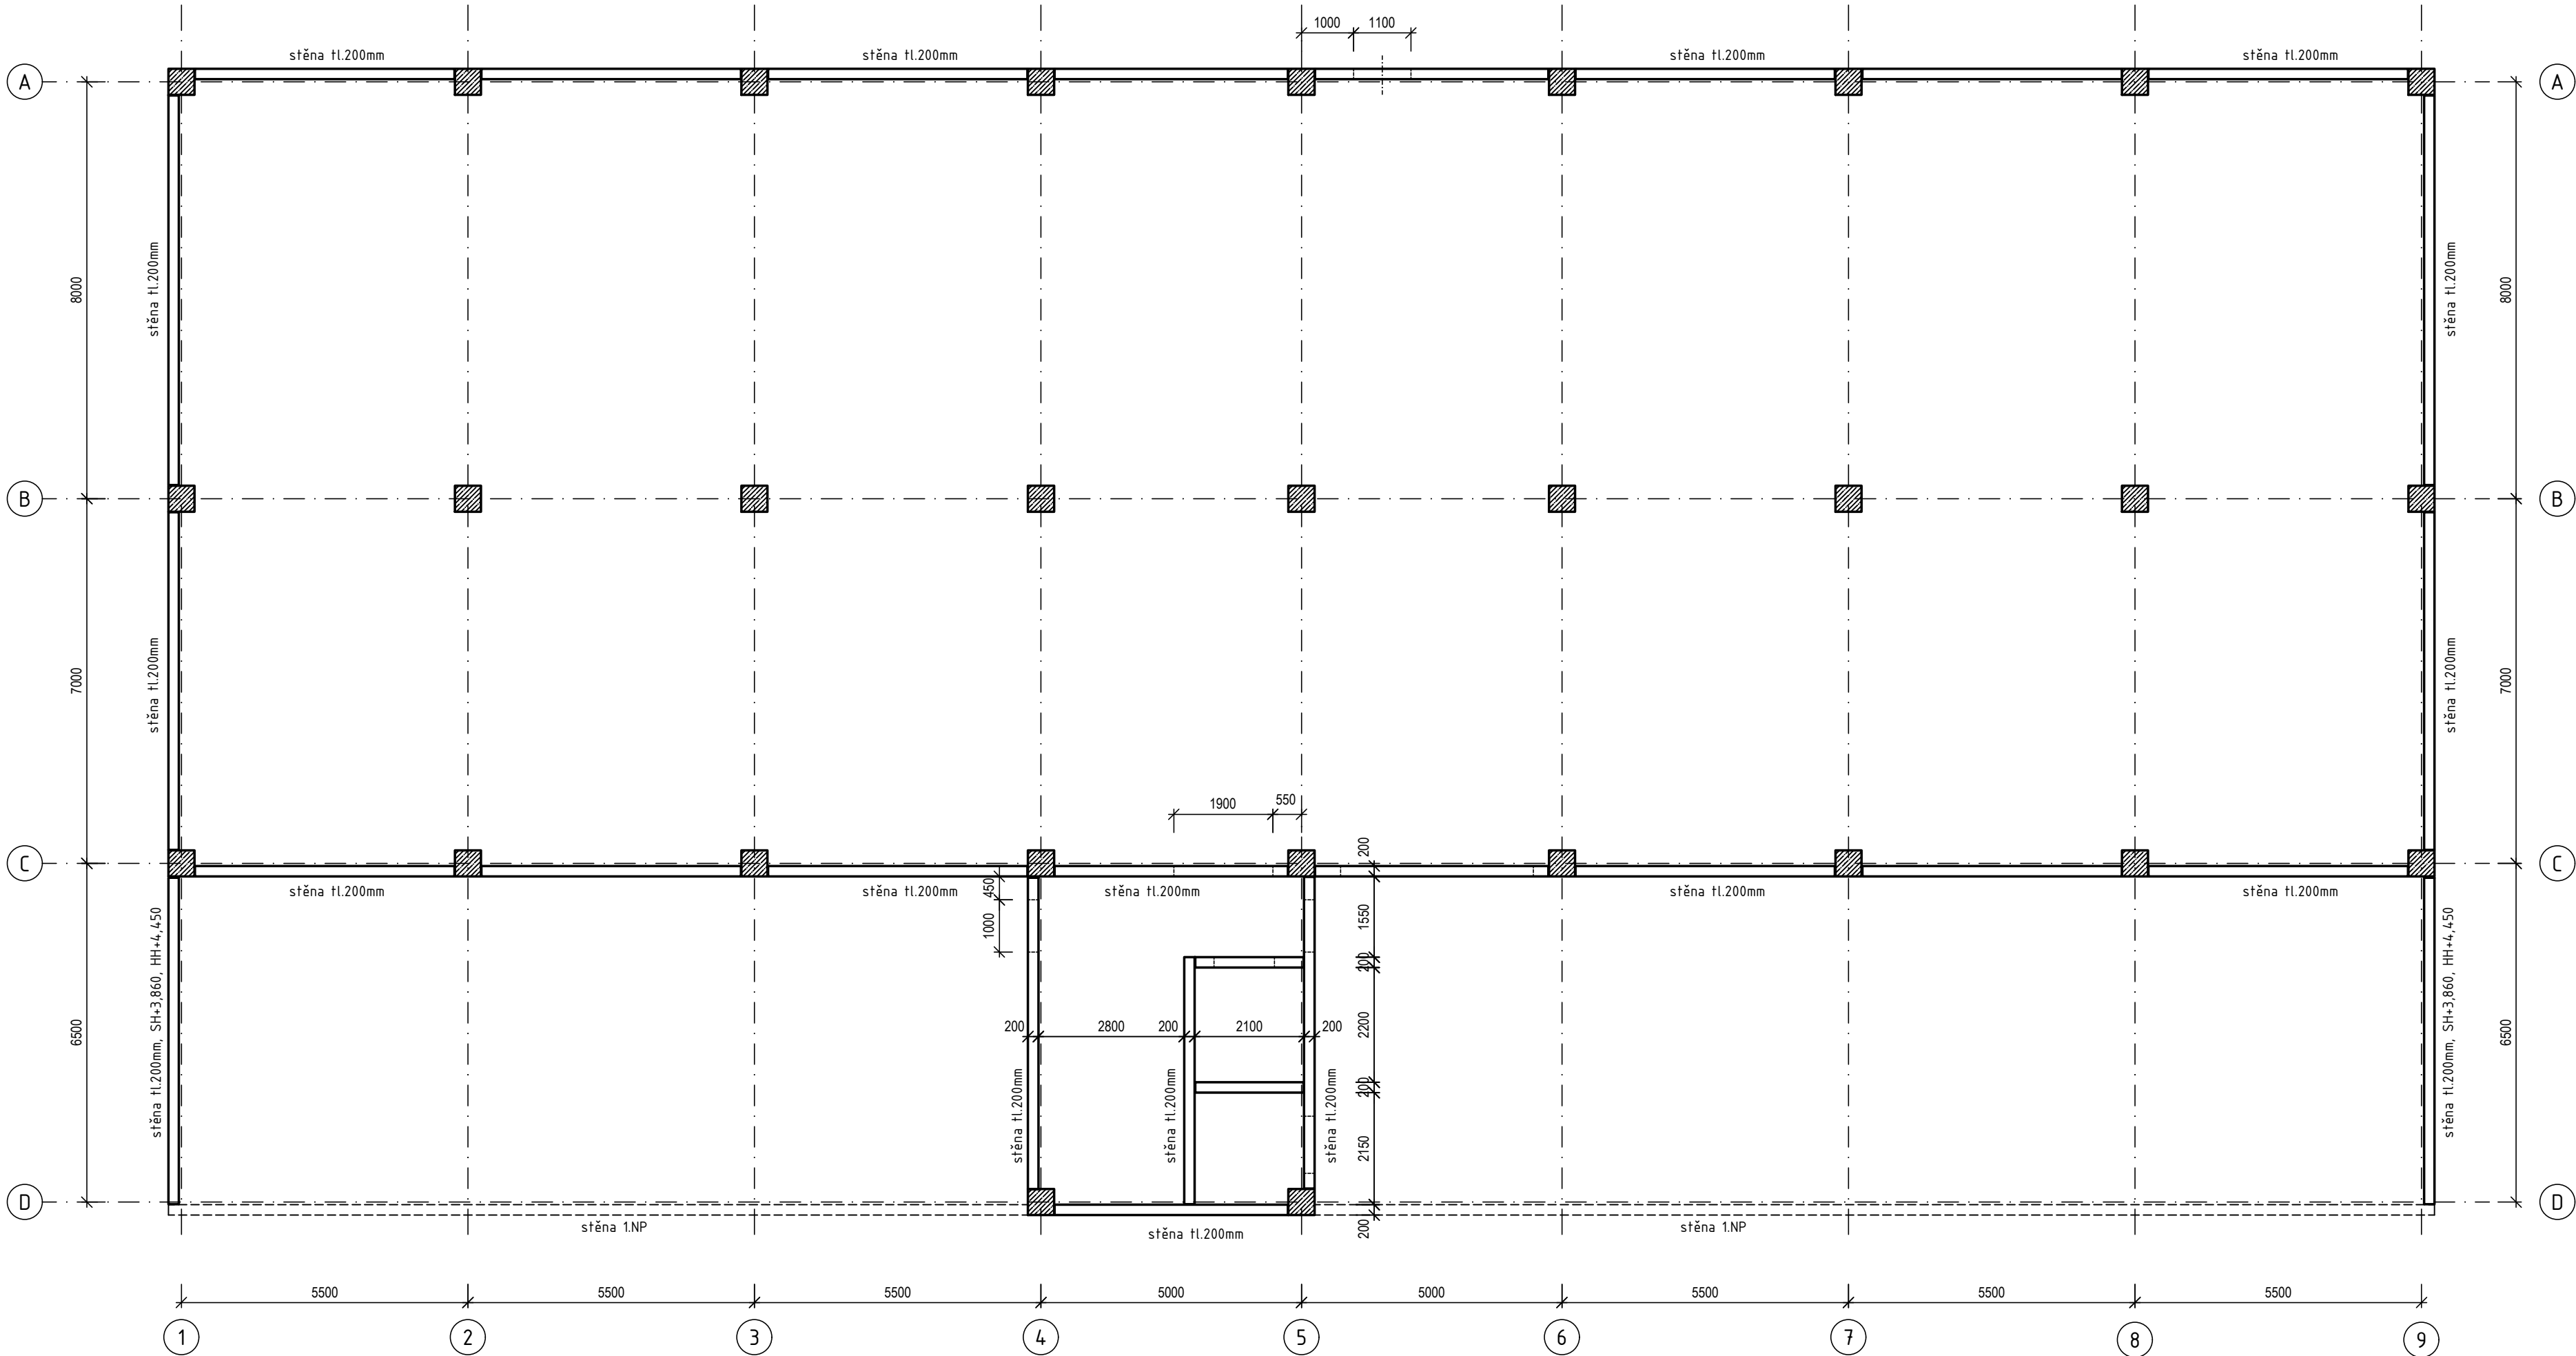 1000 1100
stěna tl.200mm stěna tl.200mm stěna tl.200mm stěna tl.200mm
A A
8000 stěna tl.200mm stěna tl.200mm 8000
B B
7000 stěna tl.200mm stěna tl.200mm 7000
1900 550
200
C C
stěna tl.200mm stěna tl.200mm stěna tl.200mm stěna tl.200mm stěna tl.200mm
450
1000
1550
200
6500 stěna tl.200mm, SH+3,860, HH+4,450 stěna tl.200mm, SH+3,860, HH+4,450 6500
200 2800 200 2100 200
2200
200
stěna tl.200mm stěna tl.200mm stěna tl.200mm
2150
D D
200
stěna 1.NP stěna tl.200mm stěna 1.NP
5500 5500 5500 5000 5000 5500 5500 5500
1 2 3 4 5 6 7 8 9